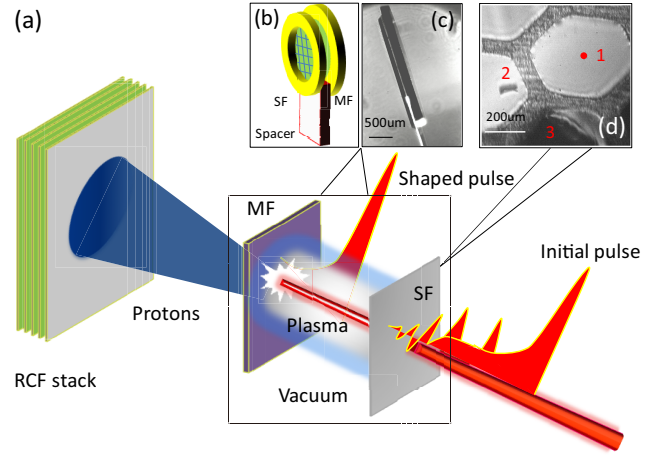 (a)
(b)
SF
MF
Spacer
(c)
500um
1
2
200um
3
(d)
Shaped pulse
MF
Initial pulse
SF
Protons
Plasma
RCF stack
Vacuum